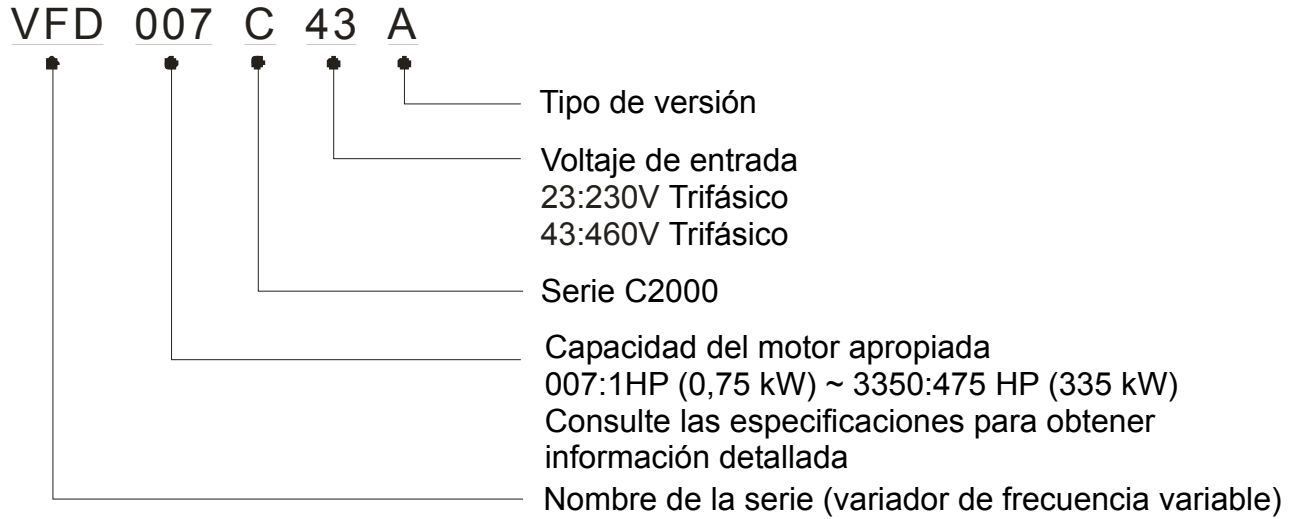 VFD 007 C 43 A
Tipo de versión
Voltaje de entrada
23:230V Trifásico
43:460V Trifásico
Serie C2000
Capacidad del motor apropiada
007:1HP (0,75 kW) ~ 3350:475 HP (335 kW)
Consulte las especificaciones para obtener
información detallada
Nombre de la serie (variador de frecuencia variable)